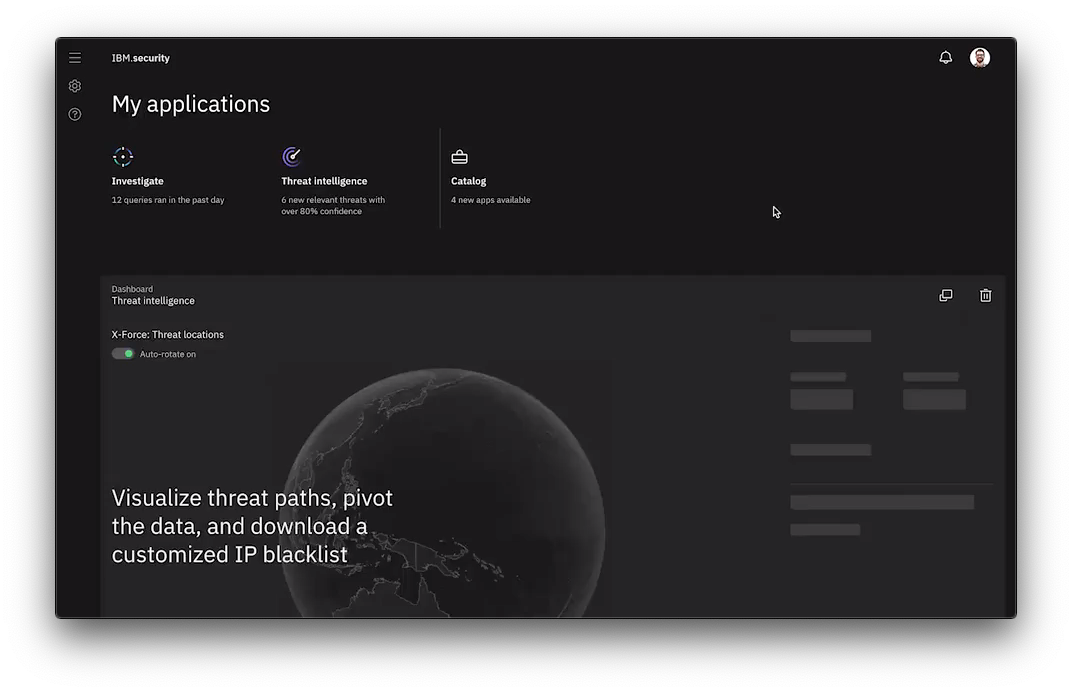 IBM.security
My applications
Investigate
12 queries ran in the past day
Threat intelligence
6 new relevant threats with
over 80% confidence
Catalog
4 new apps available
Dashboard
Threat intelligence
X-Force: Threat locations
Auto-rotate on
Visualize threat paths, pivot
the data, and download a
customized IP blacklist